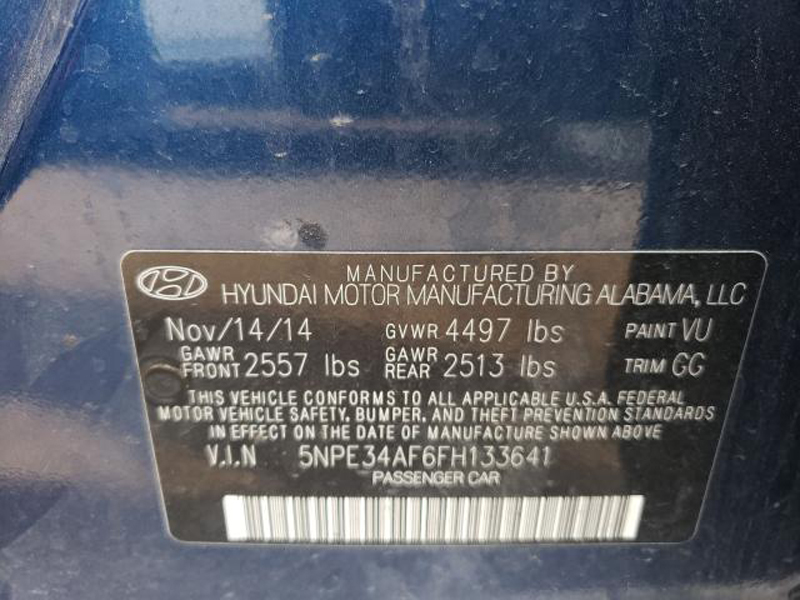 MANUFACTURED BY
HYUNDAI MOTOR MANUFACTURING ALABAMA, LLC
Nov/14/14 GVWR 4497 lbs PAINT VU
GAWR FRONT 2557 lbs GAWR REAR 2513 lbs TRIM GG
THIS VEHICLE CONFORMS TO ALL APPLICABLE U.S.A. FEDERAL
MOTOR VEHICLE SAFETY, BUMPER, AND THEFT PREVENTION STANDARDS
IN EFFECT ON THE DATE OF MANUFACTURE SHOWN ABOVE
V.I.N 5NPE34AF6FH133641
PASSENGER CAR